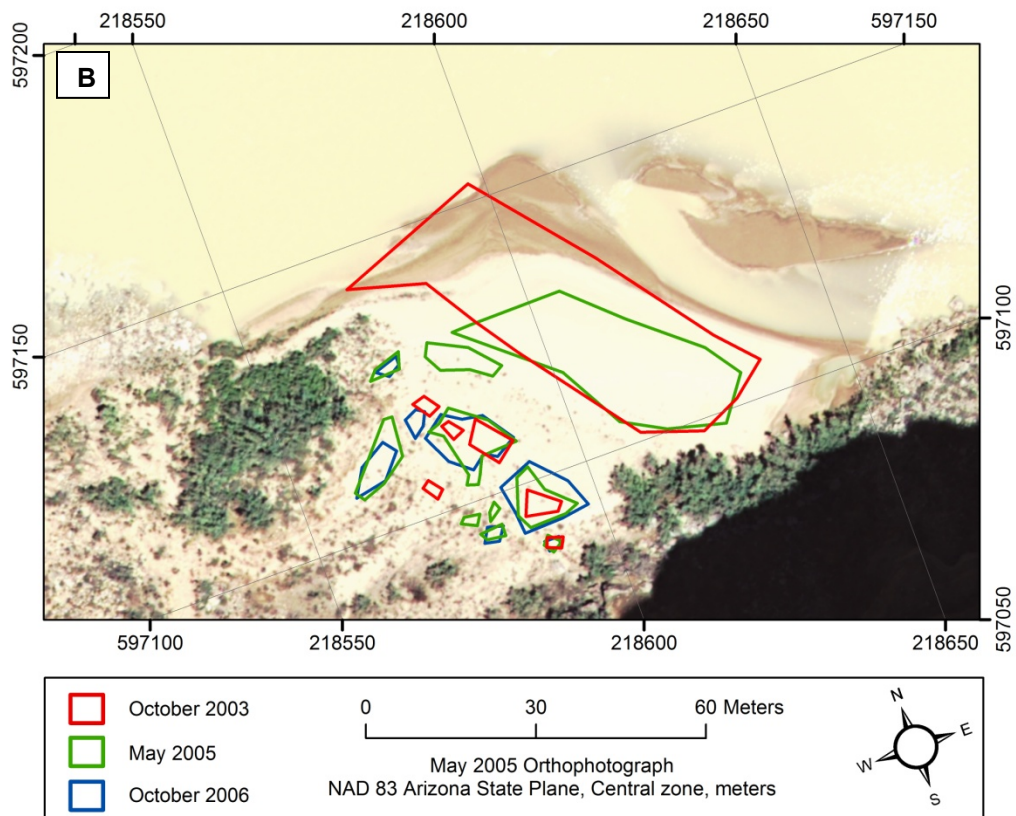 218550 218600 218650 597150
597200
B
597150
597100
597050
597100 218550 218600 218650
October 2003
May 2005
October 2006
0 30 60 Meters
May 2005 Orthophotograph
NAD 83 Arizona State Plane, Central zone, meters
N
E
W
S